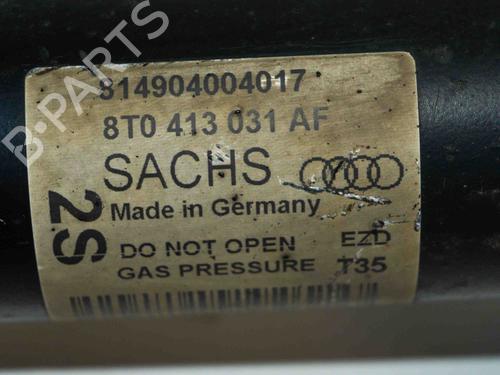 B-PARTS
814904004017
8T0 413 031 AF
SACHS
Made in Germany
2S
DO NOT OPEN EZD
GAS PRESSURE T35